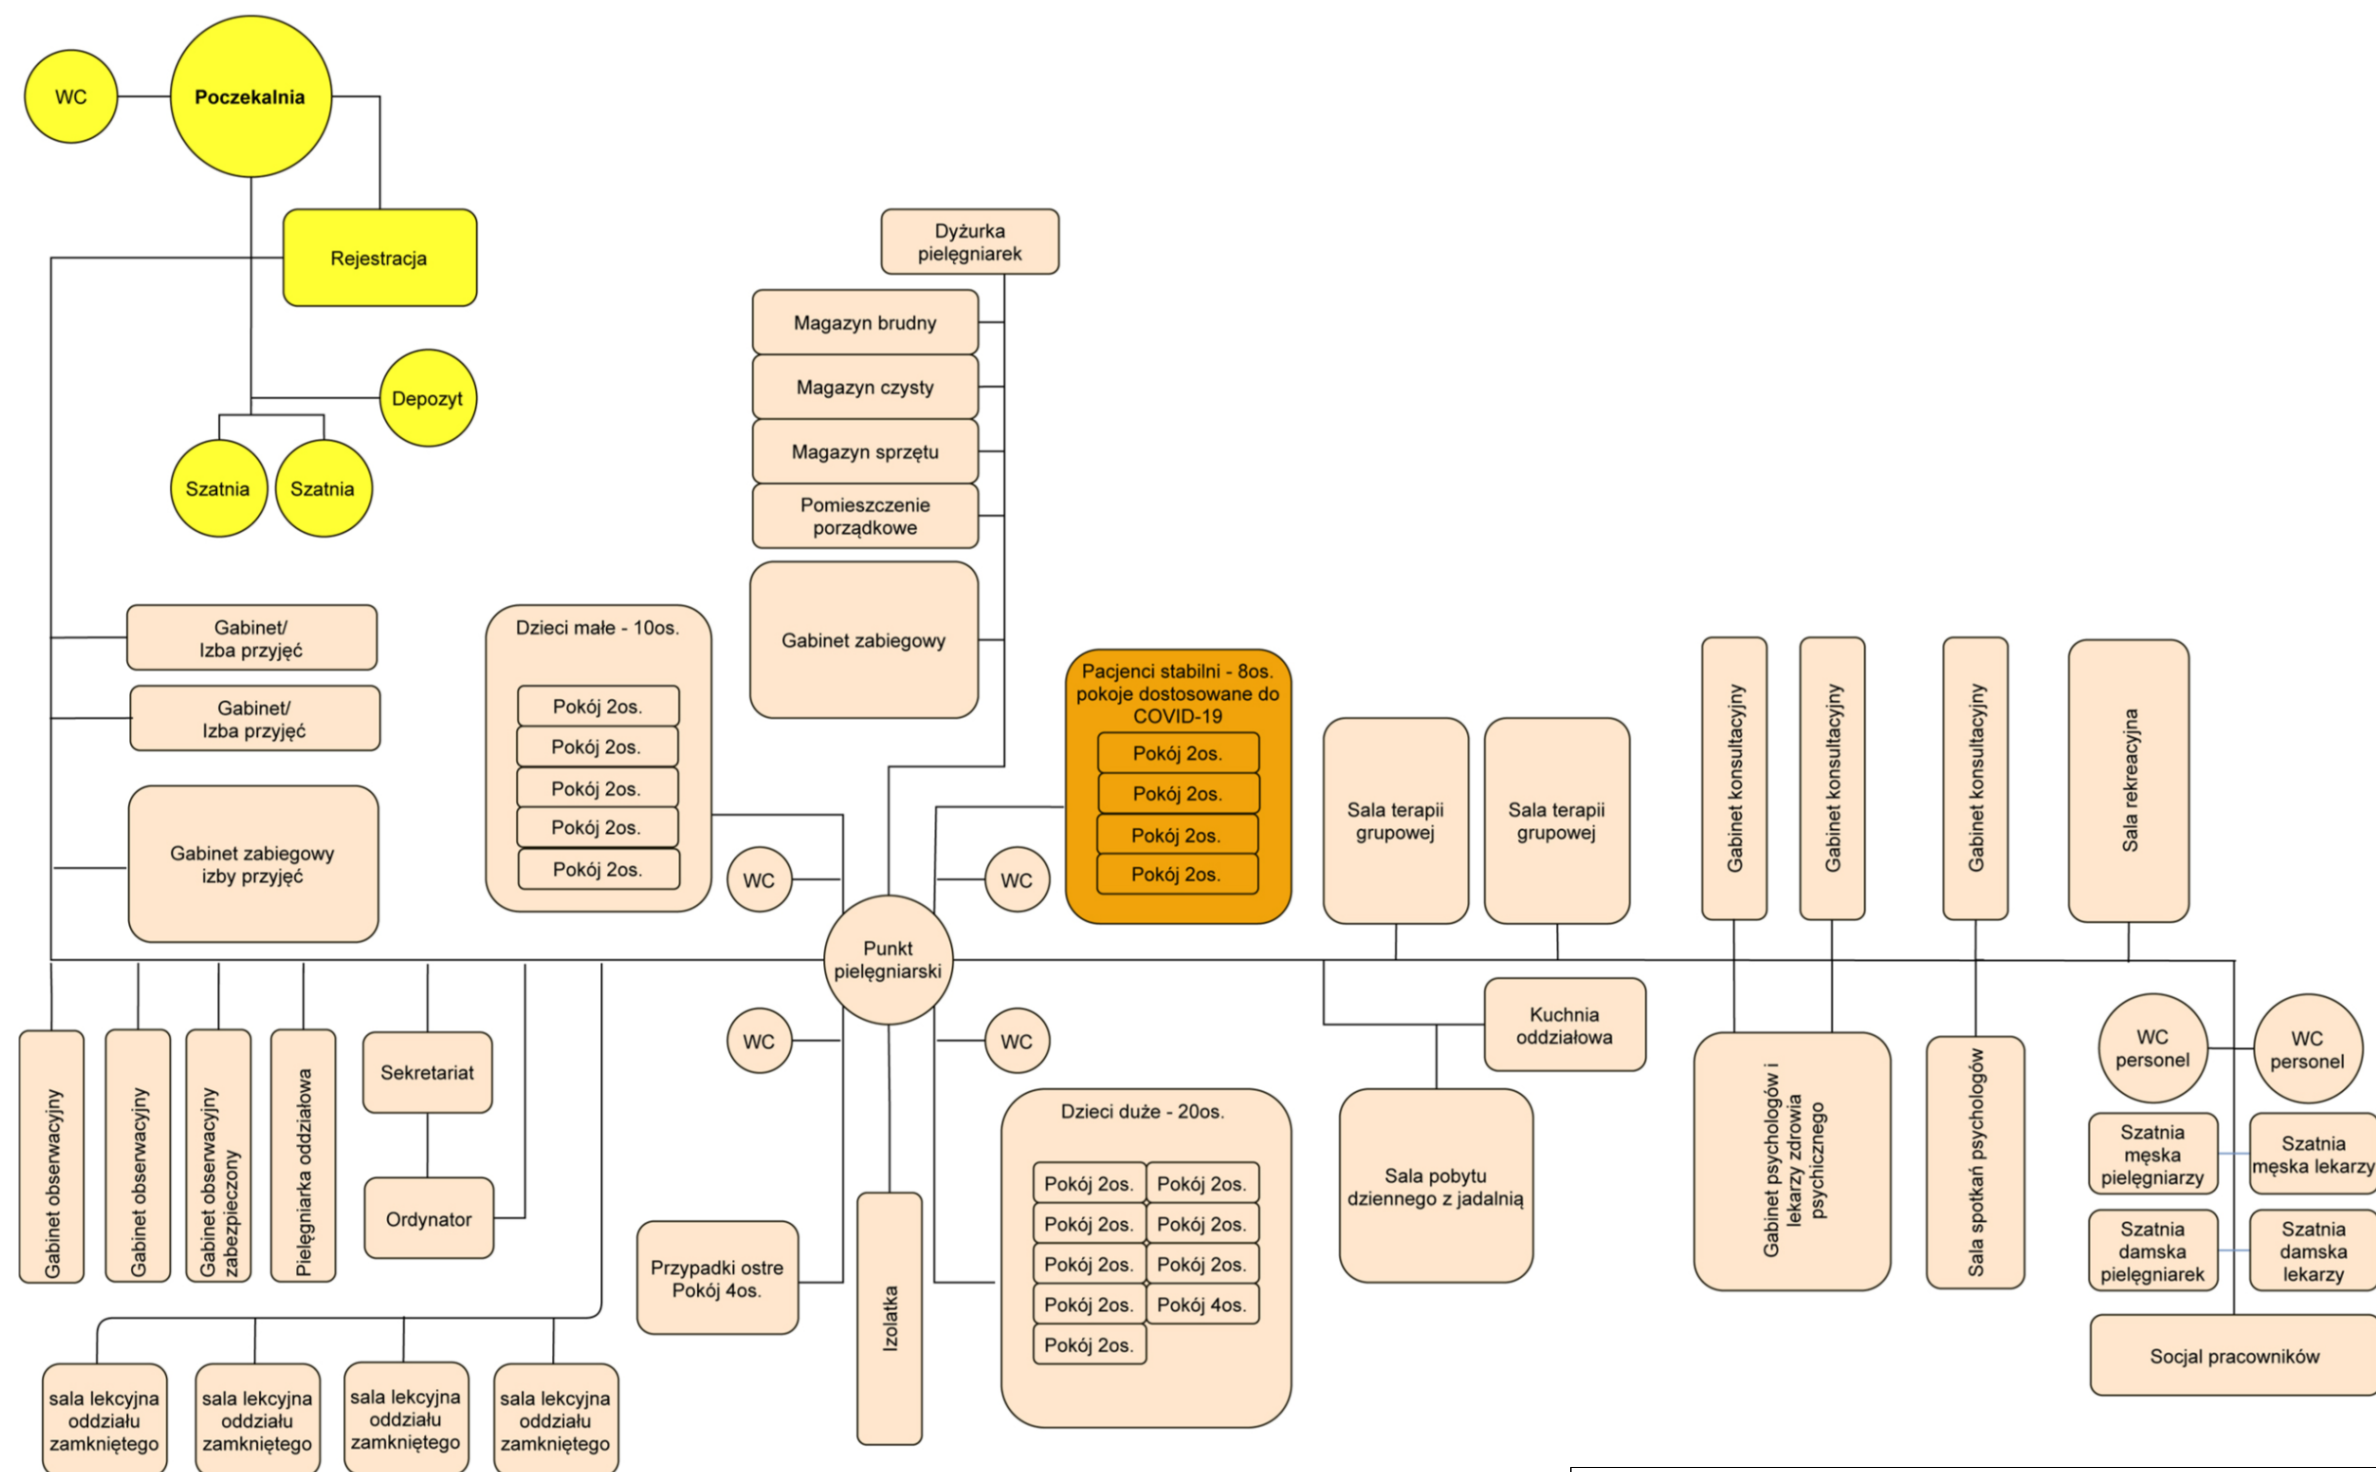 WC
Poczekalnia
Rejestracja
Depozyt
Szatnia
Szatnia
Dyżurka
pielęgniarek
Magazyn brudny
Magazyn czysty
Magazyn sprzętu
Pomieszczenie
porządkowe
Gabinet zabiegowy
Gabinet/
Izba przyjęć
Gabinet/
Izba przyjęć
Gabinet zabiegowy
izby przyjęć
Dzieci małe - 10os.
Pokój 2os.
Pokój 2os.
Pokój 2os.
Pokój 2os.
Pokój 2os.
WC
WC
Pacjenci stabilni - 8os.
pokoje dostosowane do
COVID-19
Pokój 2os.
Pokój 2os.
Pokój 2os.
Pokój 2os.
Sala terapii
grupowej
Sala terapii
grupowej
Gabinet konsultacyjny
Gabinet konsultacyjny
Gabinet konsultacyjny
Sala rekreacyjna
Punkt
pielęgniarski
Gabinet obserwacyjny
Gabinet obserwacyjny
Gabinet obserwacyjny
zabezpieczony
Pielęgniarka oddziałowa
Sekretariat
Ordynator
sala lekcyjna
oddziału
zamkniętego
sala lekcyjna
oddziału
zamkniętego
sala lekcyjna
oddziału
zamkniętego
sala lekcyjna
oddziału
zamkniętego
WC
WC
Przypadki ostre
Pokój 4os.
Izolatka
Dzieci duże - 20os.
Pokój 2os.
Pokój 2os.
Pokój 2os.
Pokój 2os.
Pokój 2os.
Pokój 2os.
Pokój 2os.
Pokój 4os.
Pokój 2os.
Kuchnia
oddziałowa
Sala pobytu
dziennego z jadalnią
Gabinet psychologów i
lekarzy zdrowia
psychicznego
Sala spotkań psychologów
WC
personel
WC
personel
Szatnia
męska
pielęgniarzy
Szatnia
męska lekarzy
Szatnia
damska
pielęgniarek
Szatnia
damska
lekarzy
Socjal pracowników